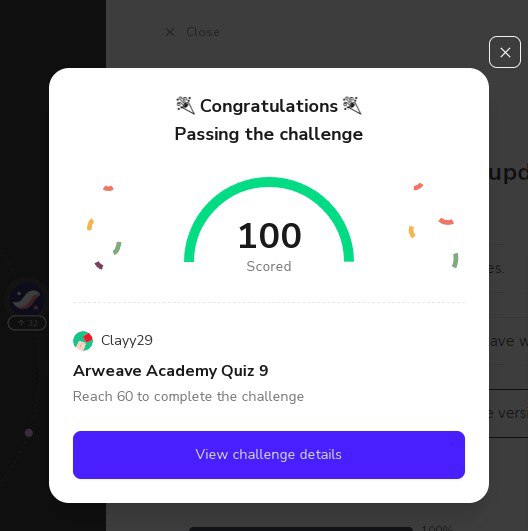 Close
Congratulations
Passing the challenge
upd
100
Scored
es.
32
Clayy29
ave w
Arweave Academy Quiz 9
Reach 60 to complete the challenge
e versi
View challenge details
100%